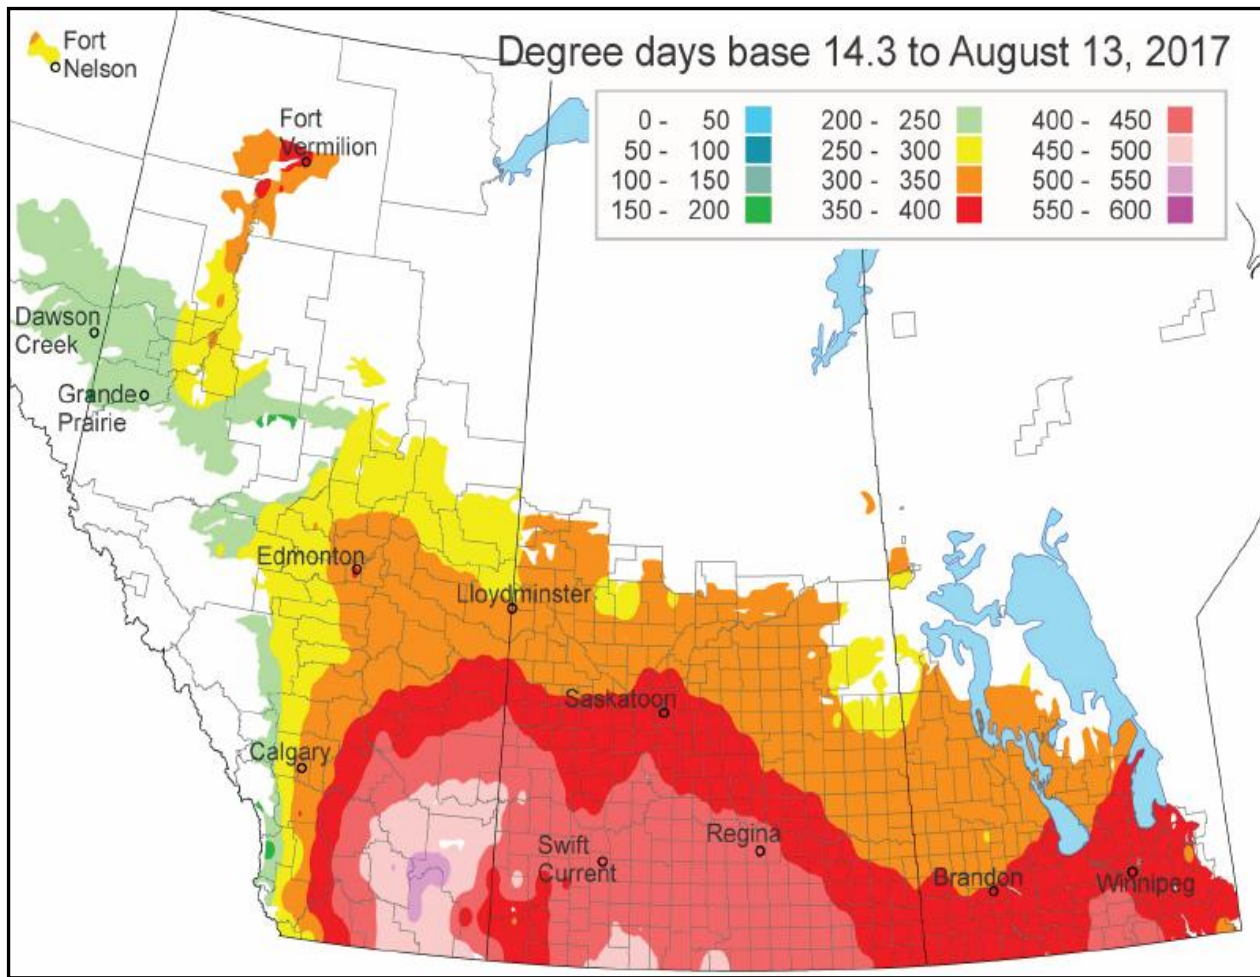 Degree days base 14.3 to August 13, 2017
0 - 50
50 - 100
100 - 150
150 - 200
200 - 250
250 - 300
300 - 350
350 - 400
400 - 450
450 - 500
500 - 550
550 - 600
Fort
Nelson
Fort
Vermilion
Dawson
Creek
Grande
Prairie
Edmonton
Lloydminster
Saskatoon
Calgary
Swift
Current
Regina
Brandon
Winnipeg